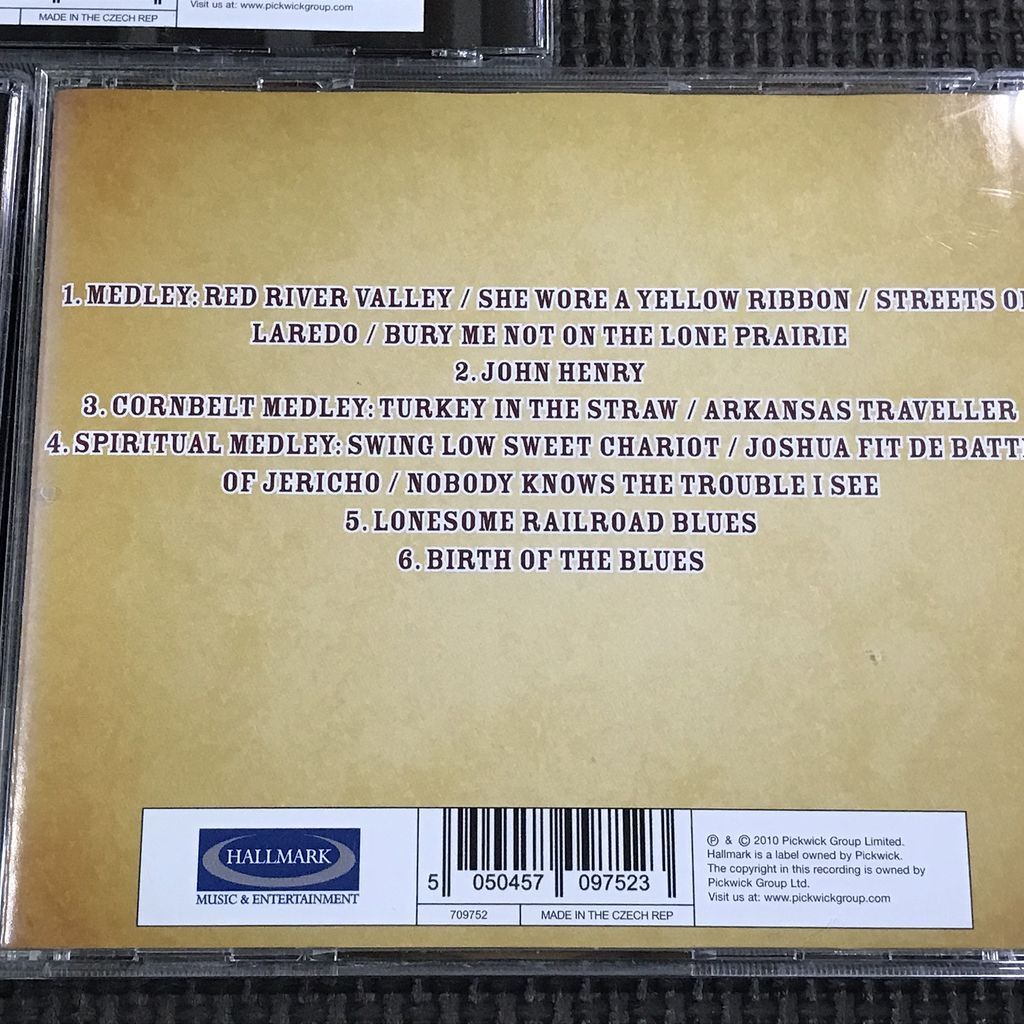 MADE IN THE CZECH REP
Visit us at: www.pickwickgroup.com
1. MEDLEY: RED RIVER VALLEY / SHE WORE A YELLOW RIBBON / STREETS
LAREDO / BURY ME NOT ON THE LONE PRAIRIE
2. JOHN HENRY
3. CORNBELT MEDLEY: TURKEY IN THE STRAW / ARKANSAS TRAVELLER
4. SPIRITUAL MEDLEY: SWING LOW SWEET CHARIOT / JOSHUA FIT DE
OF JERICHO / NOBODY KNOWS THE TROUBLE I SEE
5. LONESOME RAILROAD BLUES
6. BIRTH OF THE BLUES
HALLMARK
MUSIC & ENTERTAINMENT
5 050457 097523
709752
MADE IN THE CZECH REP
℗ & © 2010 Pickwick Group Limited.
Hallmark is a label owned by Pickwick.
The copyright in this recording is owned by
Pickwick Group Ltd.
Visit us at: www.pickwickgroup.com